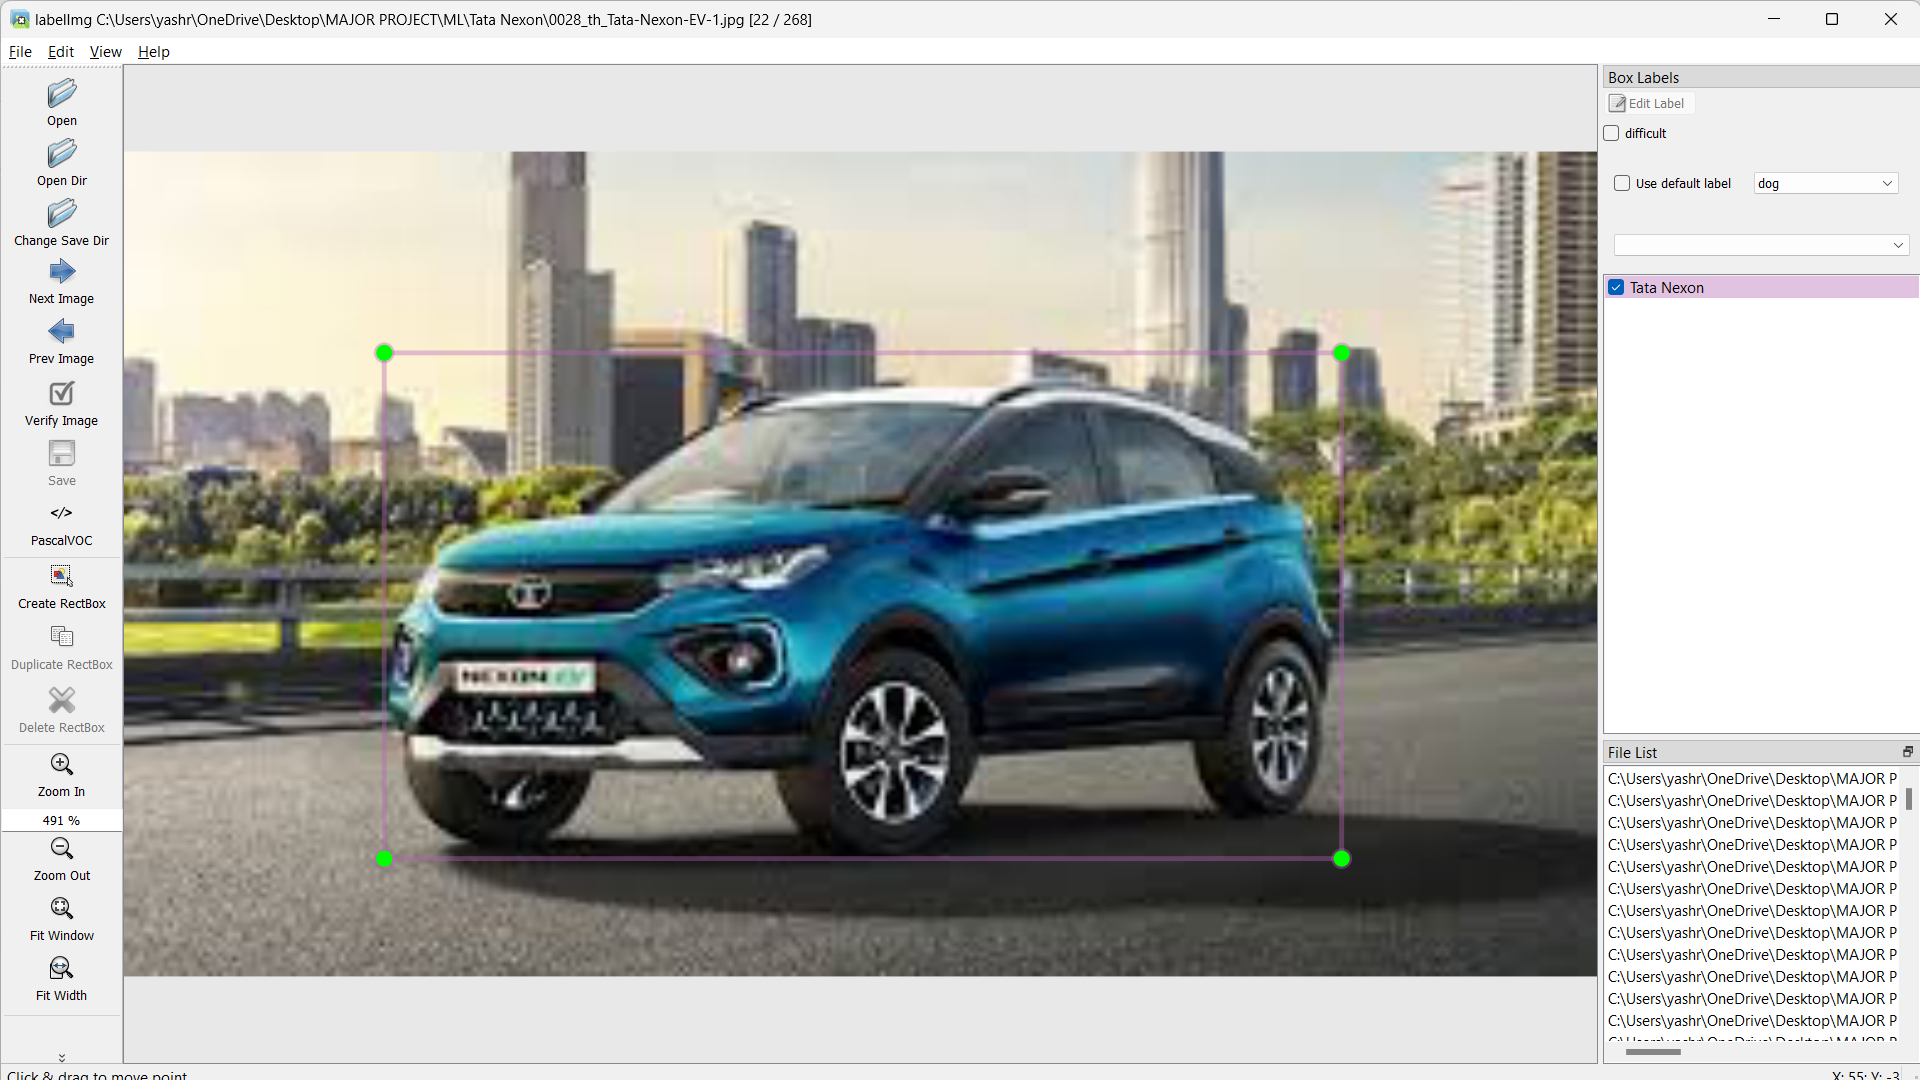 labelImg C:\Users\yashr\OneDrive\Desktop\MAJOR PROJECT\ML\Tata Nexon\0028_th_Tata-Nexon-EV-1.jpg [22 / 268]
File Edit View Help
Open
Open Dir
Change Save Dir
Next Image
Prev Image
Verify Image
Save
</>
PascalVOC
Create RectBox
Duplicate RectBox
Delete RectBox
Zoom In
491 %
Zoom Out
Fit Window
Fit Width
NEXON EV
Box Labels
Edit Label
difficult
Use default label dog
Tata Nexon
File List
C:\Users\yashr\OneDrive\Desktop\MAJOR P
C:\Users\yashr\OneDrive\Desktop\MAJOR P
C:\Users\yashr\OneDrive\Desktop\MAJOR P
C:\Users\yashr\OneDrive\Desktop\MAJOR P
C:\Users\yashr\OneDrive\Desktop\MAJOR P
C:\Users\yashr\OneDrive\Desktop\MAJOR P
C:\Users\yashr\OneDrive\Desktop\MAJOR P
C:\Users\yashr\OneDrive\Desktop\MAJOR P
C:\Users\yashr\OneDrive\Desktop\MAJOR P
C:\Users\yashr\OneDrive\Desktop\MAJOR P
C:\Users\yashr\OneDrive\Desktop\MAJOR P
C:\Users\yashr\OneDrive\Desktop\MAJOR P
Click & drag to move point
X: 55; Y: -3